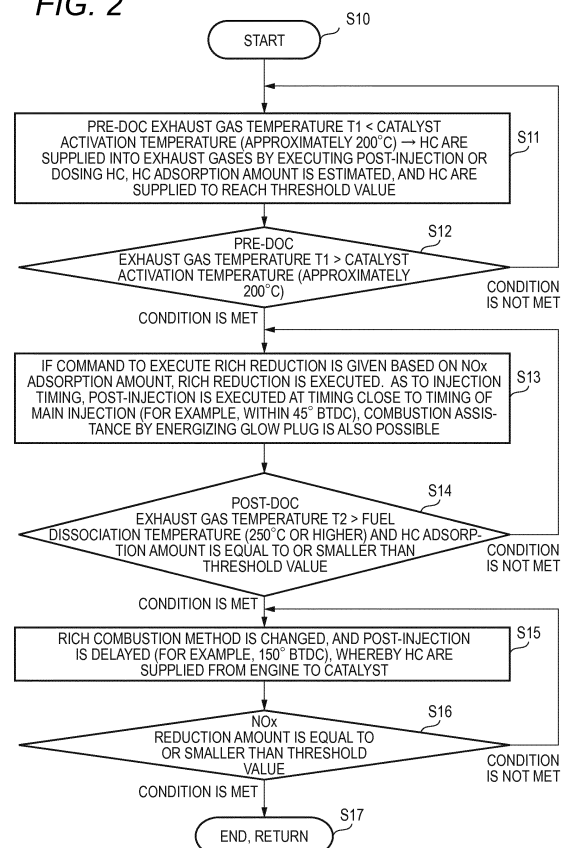 FIG. 2
S10
START
PRE-DOC EXHAUST GAS TEMPERATURE T1 < CATALYST
ACTIVATION TEMPERATURE (APPROXIMATELY 200°C) → HC ARE
SUPPLIED INTO EXHAUST GASES BY EXECUTING POST-INJECTION OR
DOSING HC, HC ADSORPTION AMOUNT IS ESTIMATED, AND HC ARE
SUPPLIED TO REACH THRESHOLD VALUE
S11
S12
PRE-DOC
EXHAUST GAS TEMPERATURE T1 > CATALYST
ACTIVATION TEMPERATURE (APPROXIMATELY
200°C)
CONDITION
IS NOT MET
CONDITION IS MET
IF COMMAND TO EXECUTE RICH REDUCTION IS GIVEN BASED ON NOx
ADSORPTION AMOUNT, RICH REDUCTION IS EXECUTED. AS TO INJECTION
TIMING, POST-INJECTION IS EXECUTED AT TIMING CLOSE TO TIMING OF
MAIN INJECTION (FOR EXAMPLE, WITHIN 45° BTDC), COMBUSTION ASSIS-
TANCE BY ENERGIZING GLOW PLUG IS ALSO POSSIBLE
S13
S14
POST-DOC
EXHAUST GAS TEMPERATURE T2 > FUEL
DISSOCIATION TEMPERATURE (250°C OR HIGHER) AND HC ADSORP-
TION AMOUNT IS EQUAL TO OR SMALLER THAN
THRESHOLD VALUE
CONDITION
IS NOT MET
CONDITION IS MET
RICH COMBUSTION METHOD IS CHANGED, AND POST-INJECTION
IS DELAYED (FOR EXAMPLE, 150° BTDC), WHEREBY HC ARE
SUPPLIED FROM ENGINE TO CATALYST
S15
S16
NOx
REDUCTION AMOUNT IS EQUAL TO
OR SMALLER THAN THRESHOLD
VALUE
CONDITION
IS NOT MET
CONDITION IS MET
S17
END, RETURN